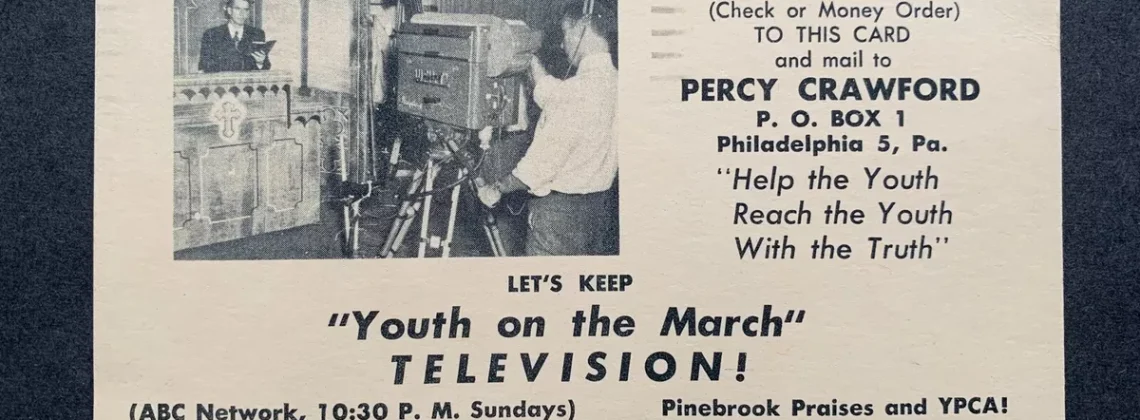 (Check or Money Order)
TO THIS CARD
and mail to
PERCY CRAWFORD
P. O. BOX 1
Philadelphia 5, Pa.
"Help the Youth
Reach the Youth
With the Truth"
LET'S KEEP
"Youth on the March"
TELEVISION!
(ABC Network, 10:30 P. M. Sundays)
Pinebrook Praises and YPCA!